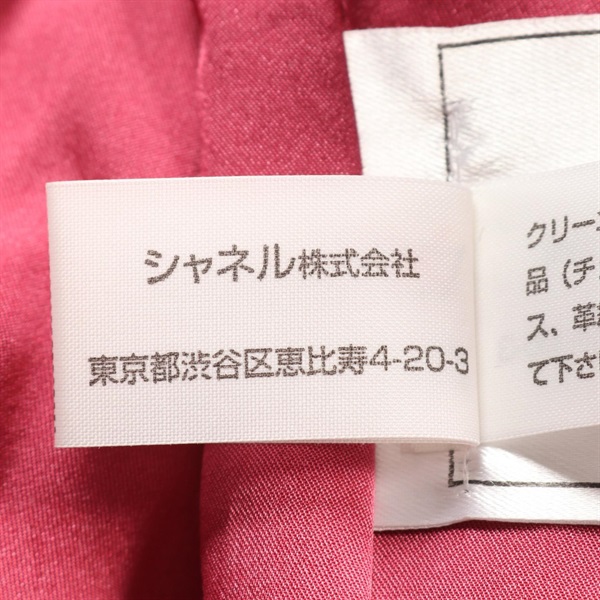 シャネル株式会社
東京都渋谷区恵比寿4-20-3
クリーン
品(チ
ス、革
て下さ